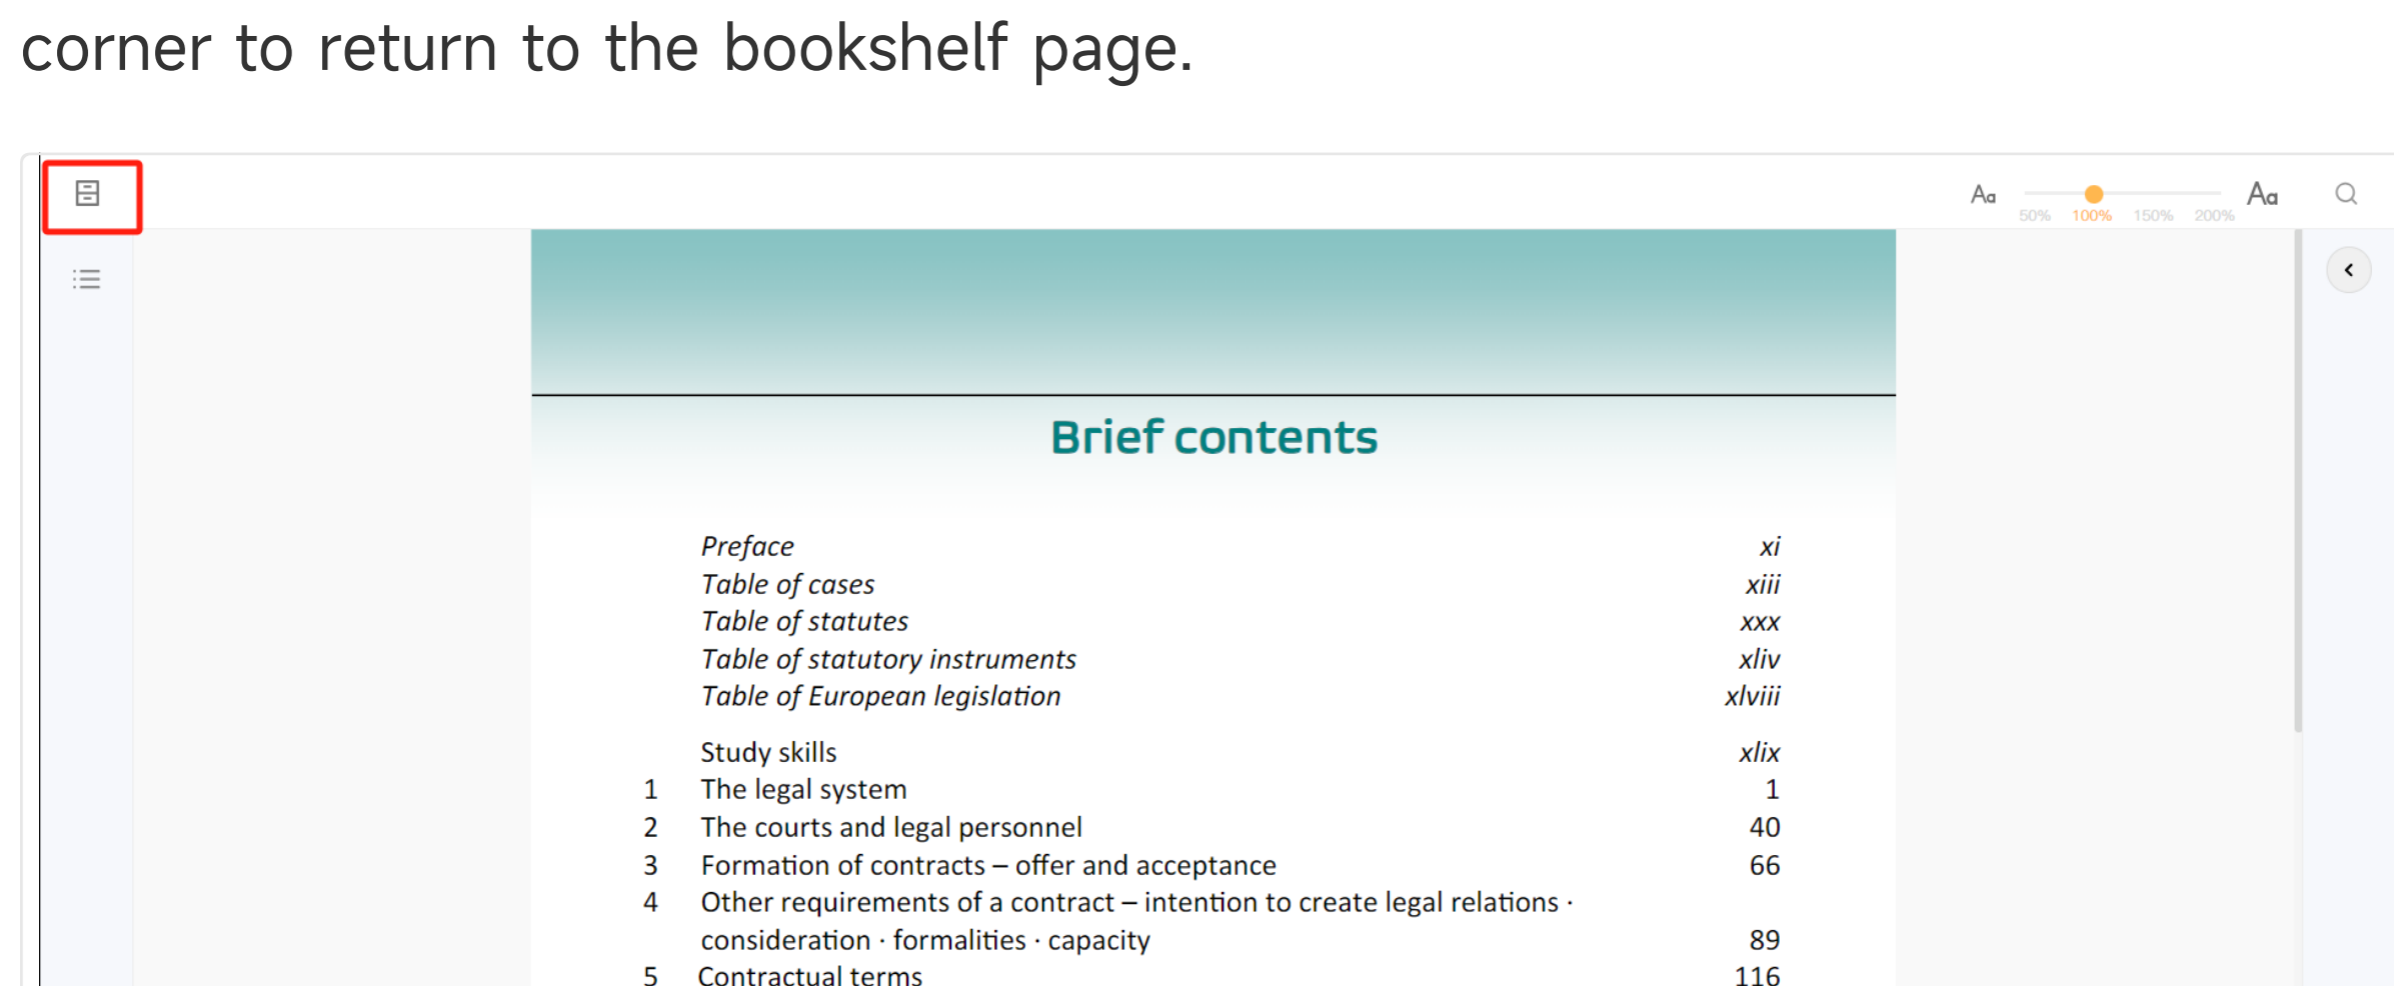 corner to return to the bookshelf page.
Aa 50% 100% 150% 200% Aa
Brief contents
Preface xi
Table of cases xiii
Table of statutes xxx
Table of statutory instruments xliv
Table of European legislation xlviii
Study skills xlix
1 The legal system 1
2 The courts and legal personnel 40
3 Formation of contracts – offer and acceptance 66
4 Other requirements of a contract – intention to create legal relations ·
consideration · formalities · capacity 89
5 Contractual terms 116